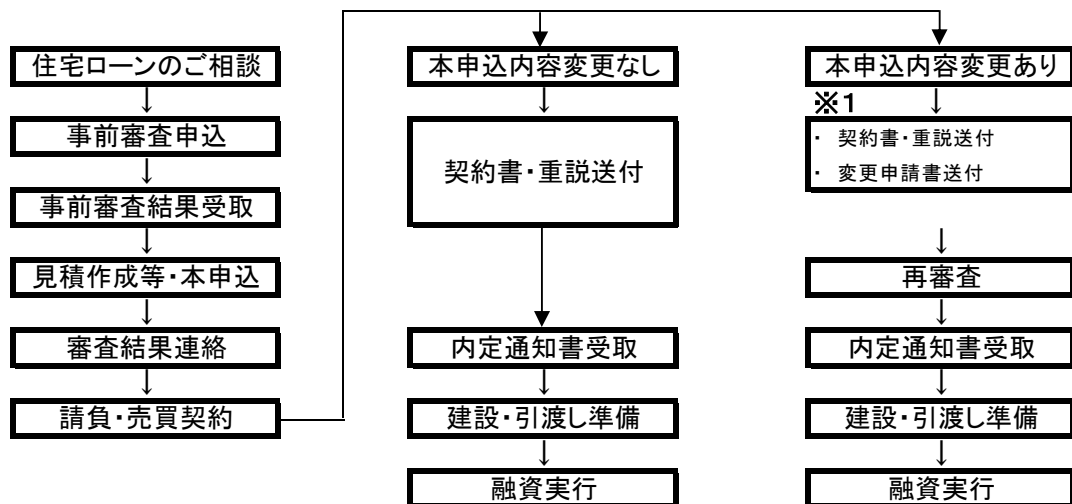 住宅ローンのご相談
↓
事前審査申込
↓
事前審査結果受取
↓
見積作成等・本申込
↓
審査結果連絡
↓
請負・売買契約
本申込内容変更なし
↓
契約書・重説送付
内定通知書受取
↓
建設・引渡し準備
↓
融資実行
本申込内容変更あり
※1 ↓
・ 契約書・重説送付
・ 変更申請書送付
↓
再審査
↓
内定通知書受取
↓
建設・引渡し準備
↓
融資実行